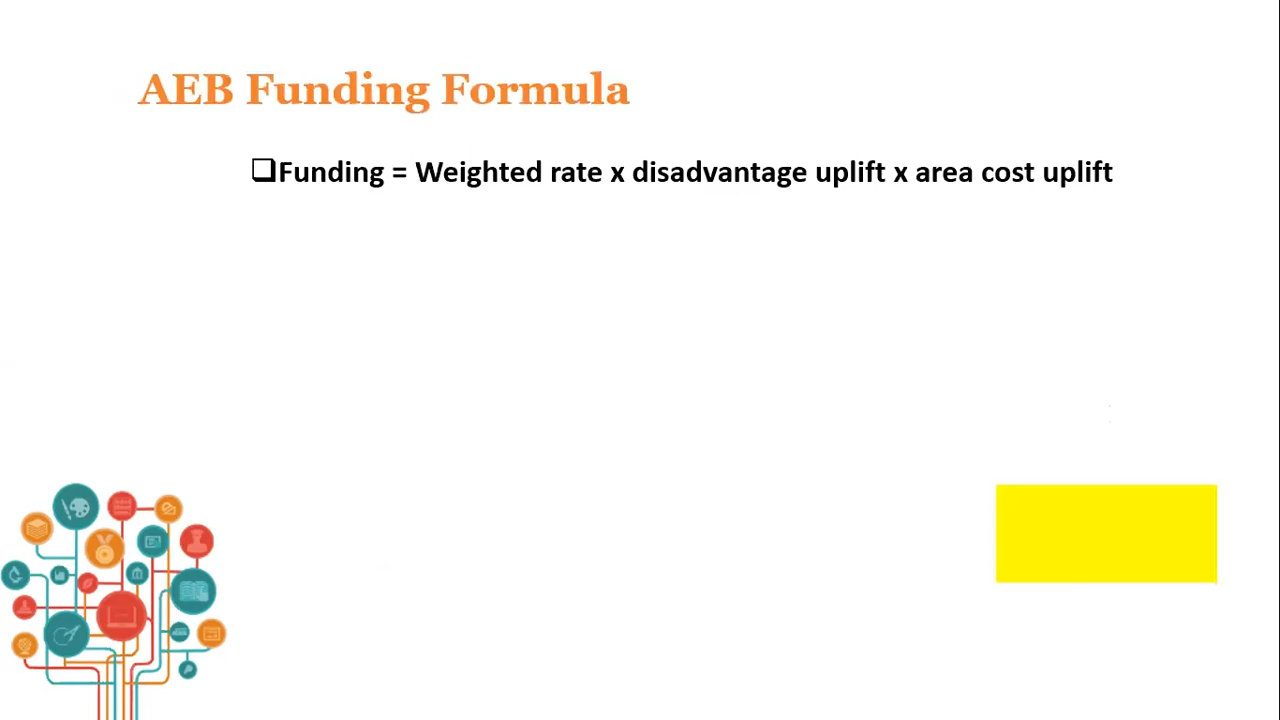 AEB Funding Formula
❑Funding = Weighted rate x disadvantage uplift x area cost uplift